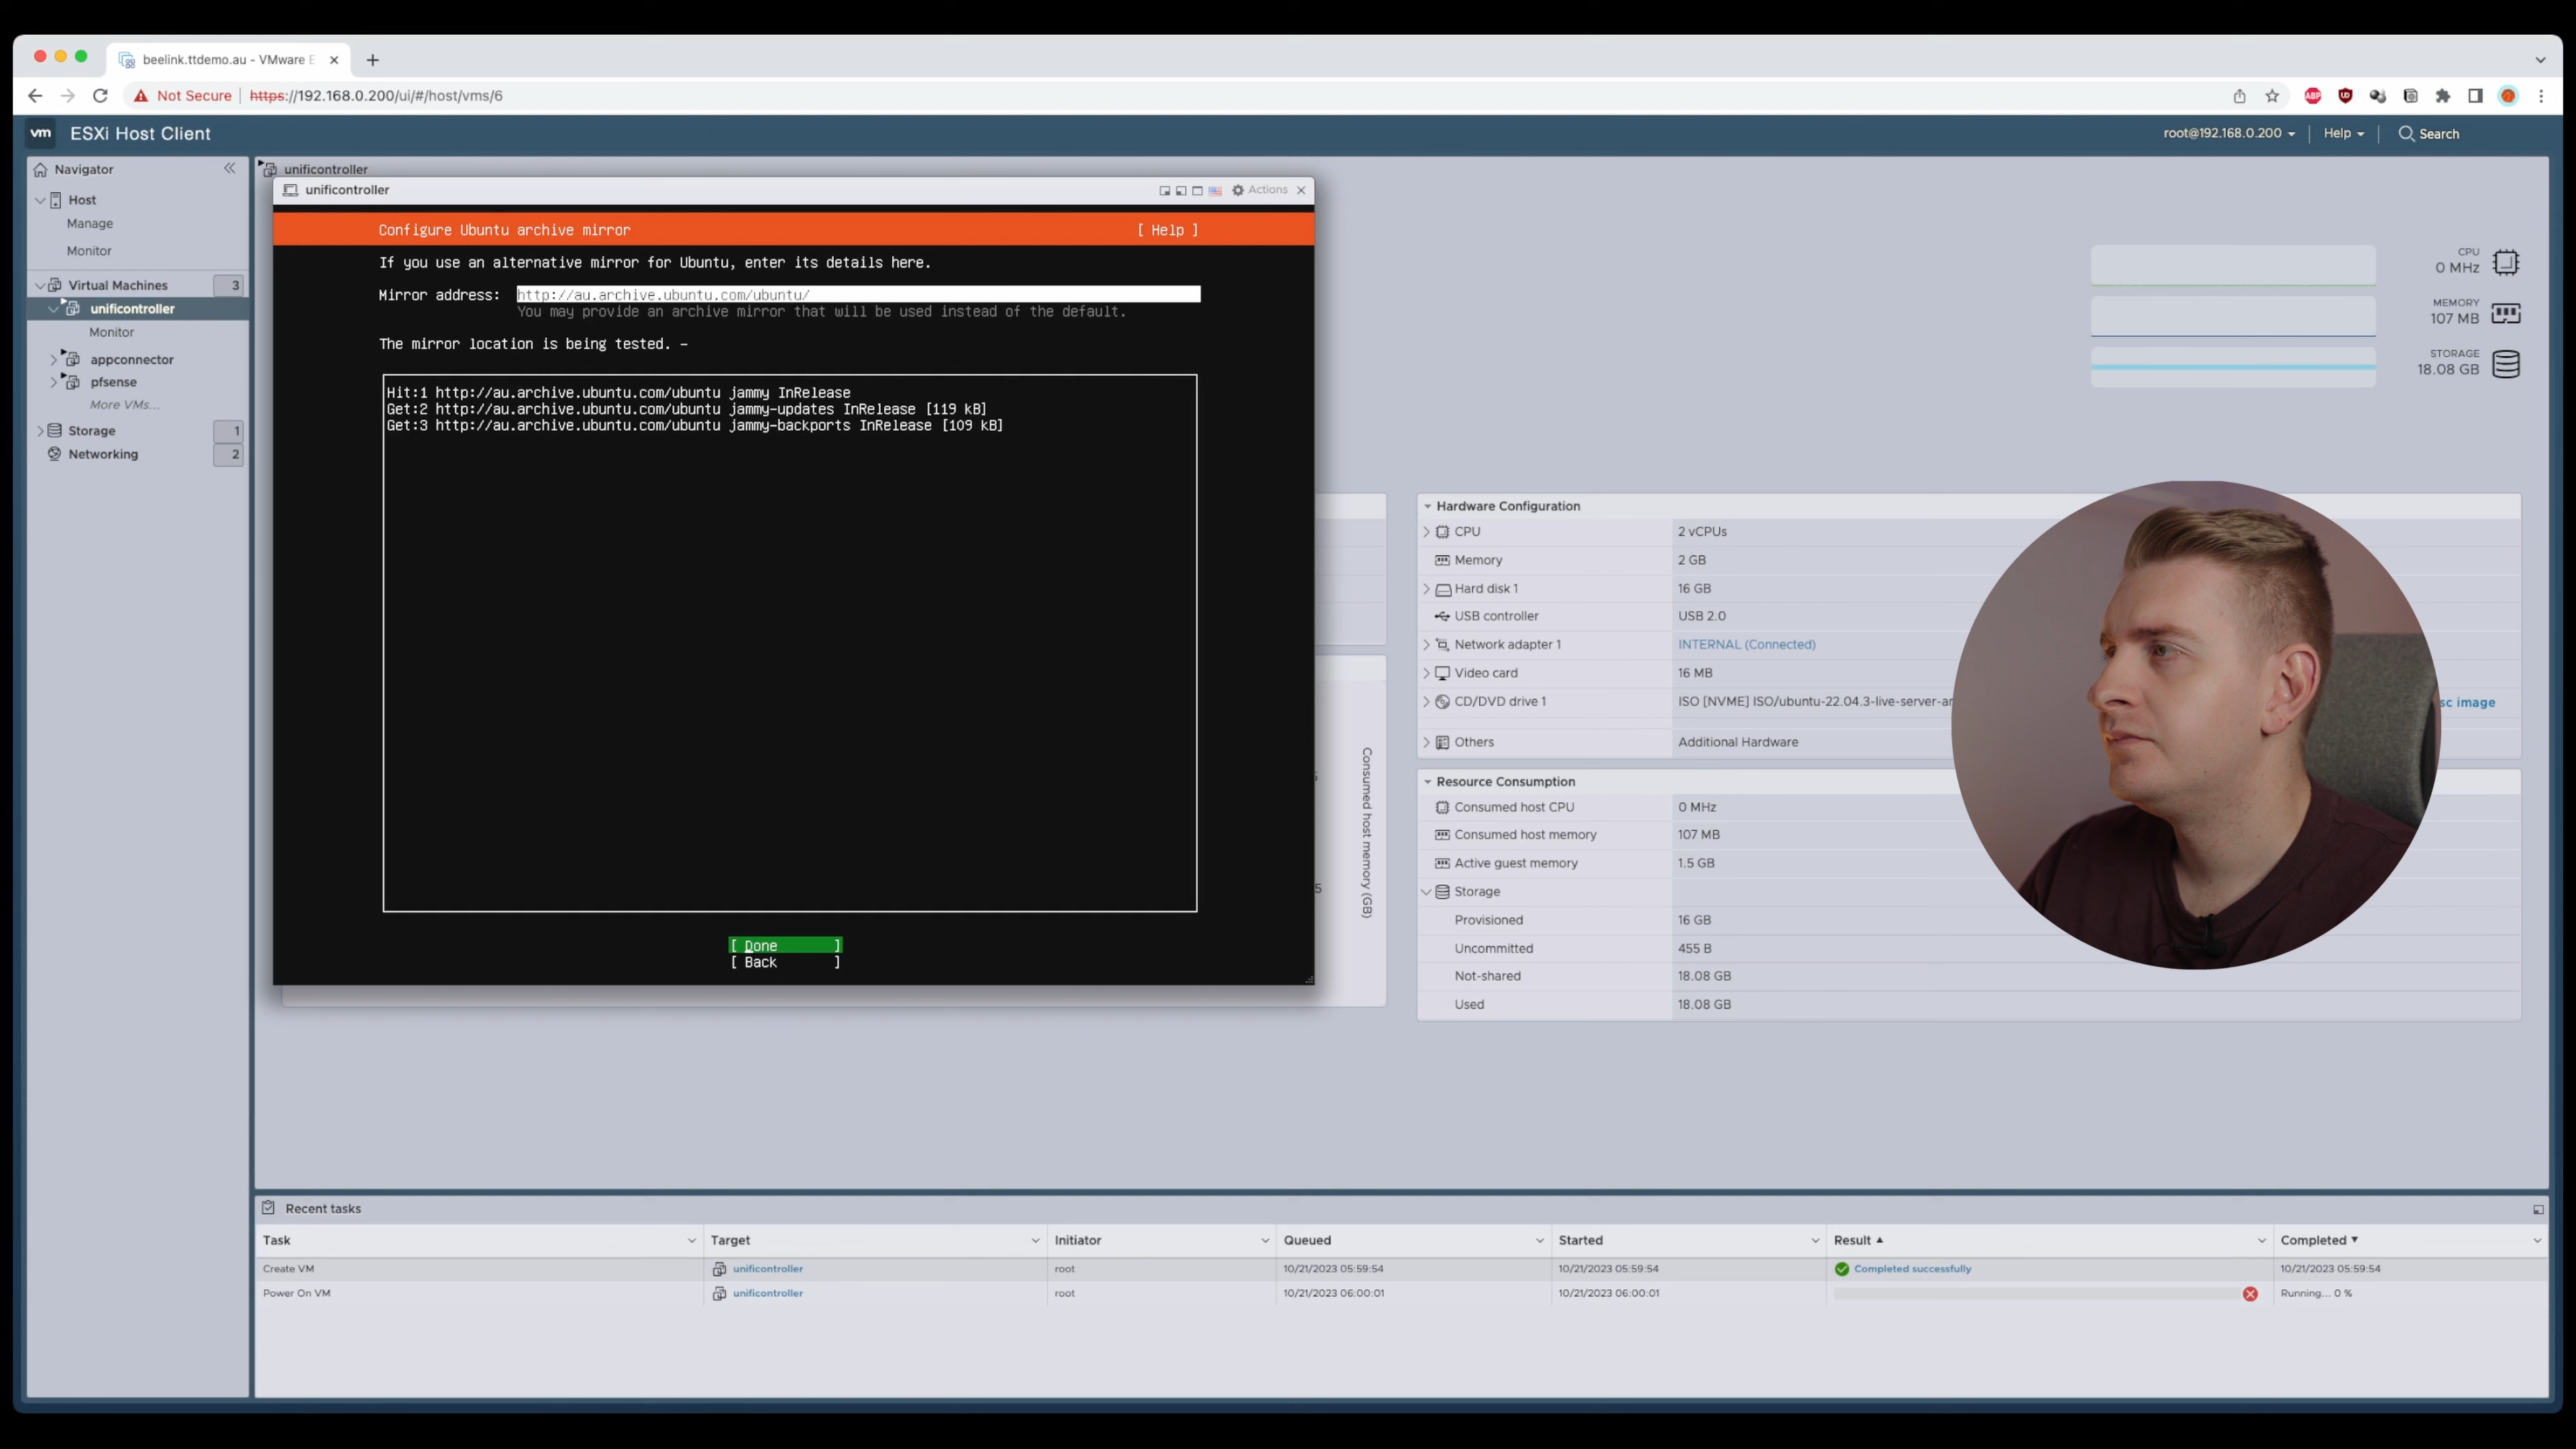 beelink.ttdemo.au - VMware E
Not Secure
https://192.168.0.200/ui/#/host/vms/6
ABP
vm ESXi Host Client
root@192.168.0.200
Help
Search
Navigator
Host
Manage
Monitor
Virtual Machines 3
unificontroller
Monitor
appconnector
pfsense
More VMs...
Storage 1
Networking 2
unificontroller
unificontroller
Actions
Configure Ubuntu archive mirror [ Help ]
If you use an alternative mirror for Ubuntu, enter its details here.
Mirror address: http://au.archive.ubuntu.com/ubuntu/
You may provide an archive mirror that will be used instead of the default.
The mirror location is being tested. -
Hit:1 http://au.archive.ubuntu.com/ubuntu jammy InRelease
Get:2 http://au.archive.ubuntu.com/ubuntu jammy-updates InRelease [119 kB]
Get:3 http://au.archive.ubuntu.com/ubuntu jammy-backports InRelease [109 kB]
[ Done ]
[ Back ]
CPU
0 MHz
MEMORY
107 MB
STORAGE
18.08 GB
Consumed host memory (GB)
5
Hardware Configuration
CPU 2 vCPUs
Memory 2 GB
Hard disk 1 16 GB
USB controller USB 2.0
Network adapter 1 INTERNAL (Connected)
Video card 16 MB
CD/DVD drive 1 ISO [NVME] ISO/ubuntu-22.04.3-live-server-ar sc image
Others Additional Hardware
Resource Consumption
Consumed host CPU 0 MHz
Consumed host memory 107 MB
Active guest memory 1.5 GB
Storage
Provisioned 16 GB
Uncommitted 455 B
Not-shared 18.08 GB
Used 18.08 GB
Recent tasks
Task Target Initiator Queued Started Result Completed
Create VM unificontroller root 10/21/2023 05:59:54 10/21/2023 05:59:54 Completed successfully 10/21/2023 05:59:54
Power On VM unificontroller root 10/21/2023 06:00:01 10/21/2023 06:00:01 Running... 0 %